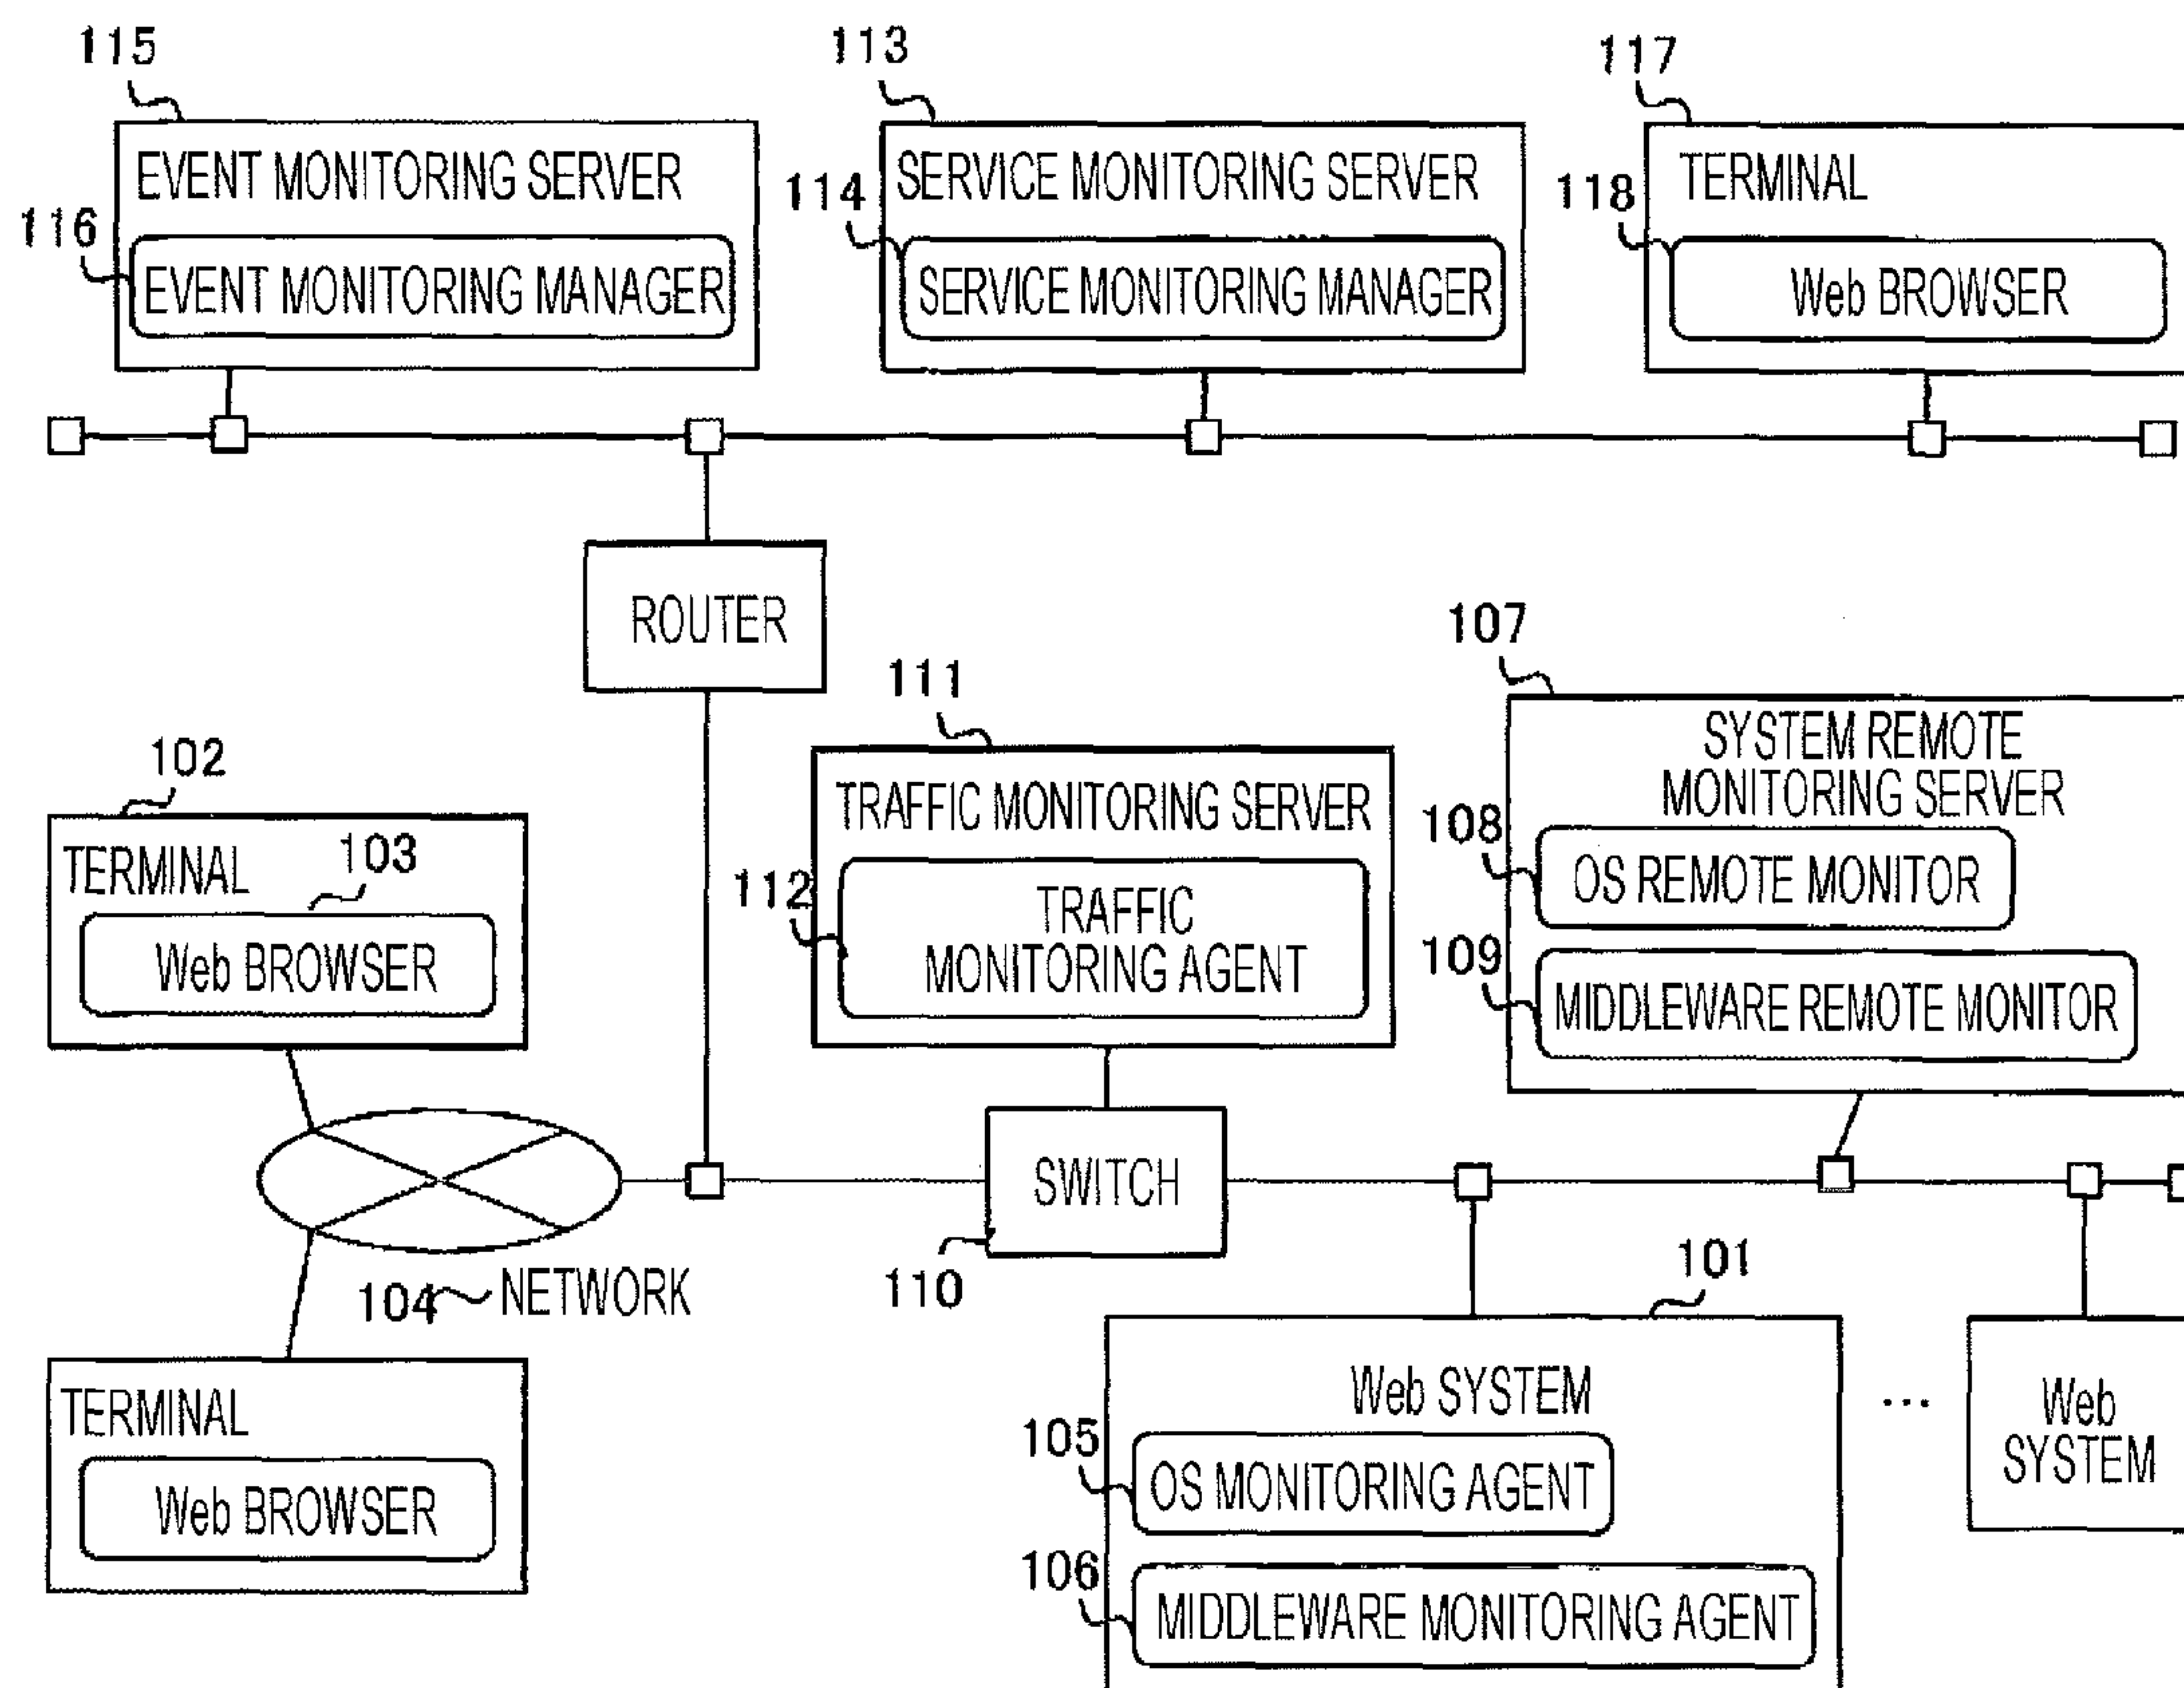 115
113
117
EVENT MONITORING SERVER
SERVICE MONITORING SERVER
TERMINAL
116
114
118
EVENT MONITORING MANAGER
SERVICE MONITORING MANAGER
Web BROWSER
ROUTER
107
111
SYSTEM REMOTE
MONITORING SERVER
102
TRAFFIC MONITORING SERVER
108
OS REMOTE MONITOR
103
TERMINAL
112
TRAFFIC
MONITORING AGENT
Web BROWSER
109
MIDDLEWARE REMOTE MONITOR
SWITCH
104
NETWORK
110
101
TERMINAL
Web BROWSER
Web SYSTEM
105
OS MONITORING AGENT
106
MIDDLEWARE MONITORING AGENT
...
Web
SYSTEM